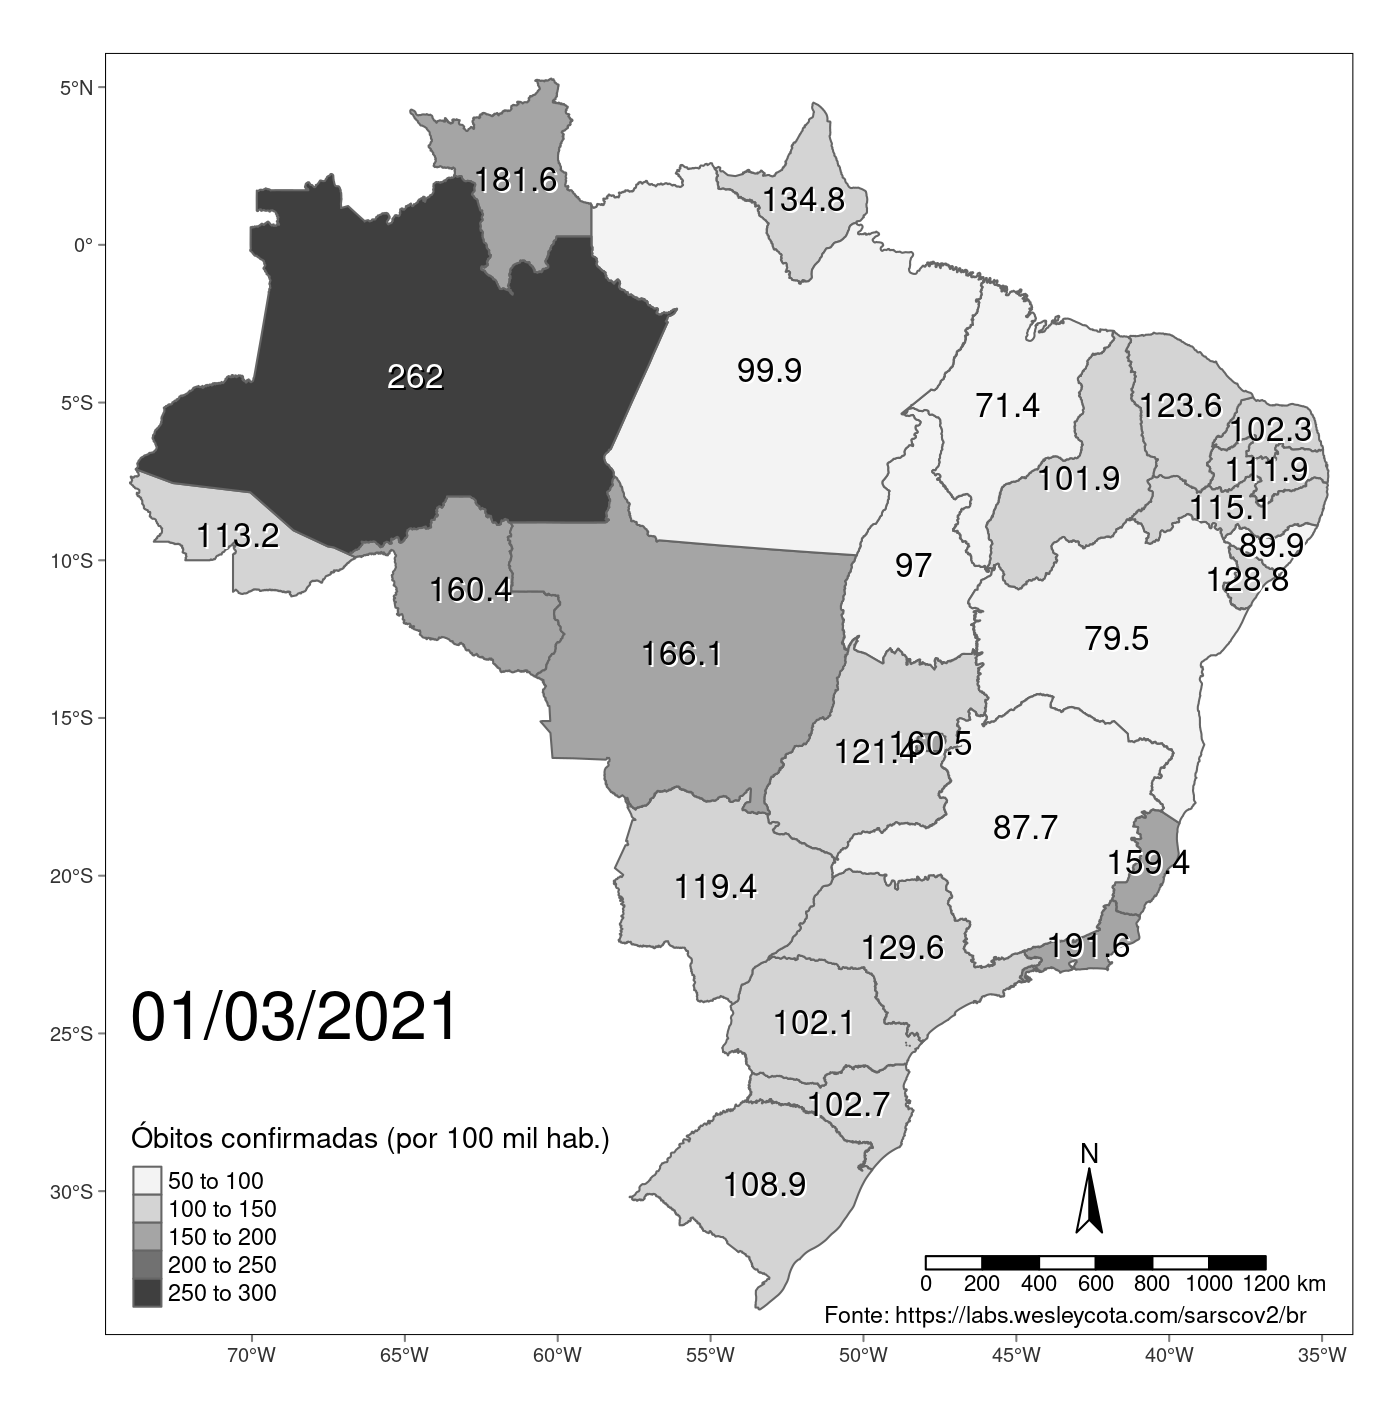 5°N
0°
5°S
10°S
15°S
20°S
25°S
30°S
181.6
134.8
262
99.9
71.4
123.6
102.3
111.9
101.9
115.1
113.2
89.9
97
128.8
160.4
79.5
166.1
121.4
160.5
87.7
159.4
119.4
129.6
191.6
102.1
102.7
108.9
01/03/2021
Óbitos confirmadas (por 100 mil hab.)
50 to 100
100 to 150
150 to 200
200 to 250
250 to 300
N
0 200 400 600 800 1000 1200 km
Fonte: https://labs.wesleycota.com/sarscov2/br
70°W 65°W 60°W 55°W 50°W 45°W 40°W 35°W